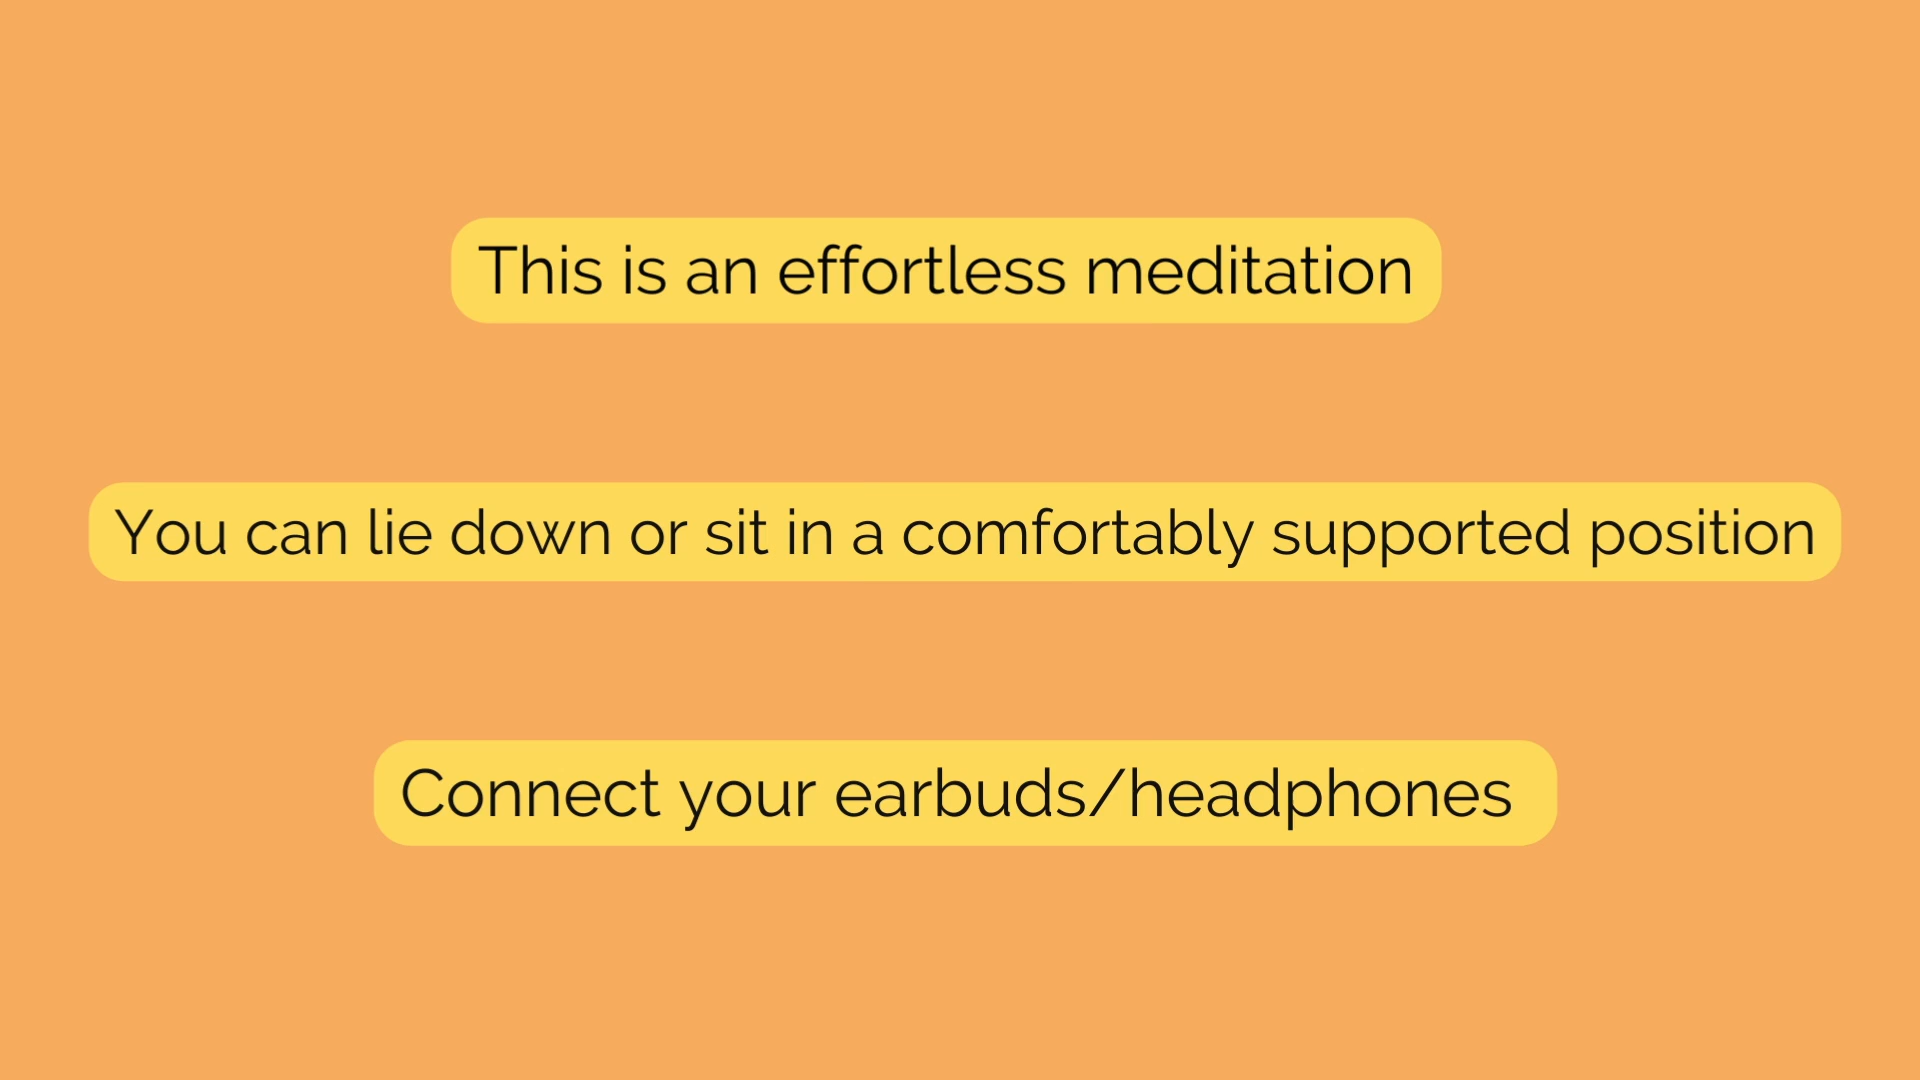 This is an effortless meditation
You can lie down or sit in a comfortably supported position
Connect your earbuds/headphones